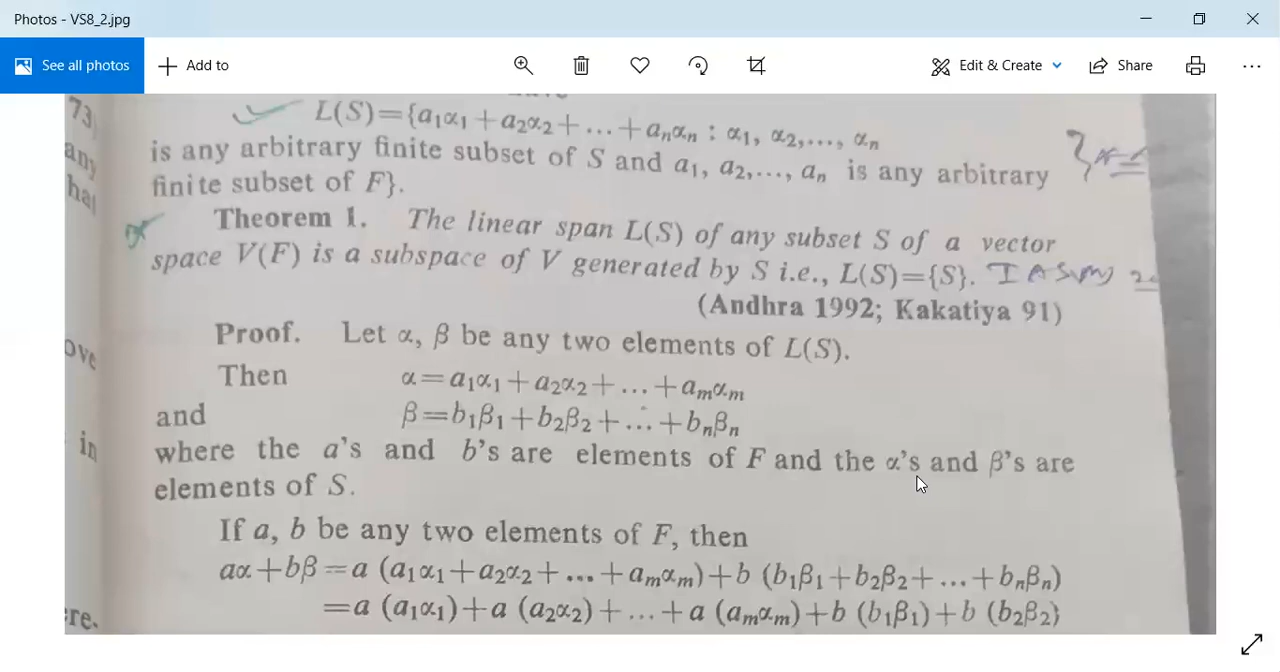 Photos - VS8_2.jpg
See all photos
Add to
Edit & Create
Share
73
L(S)={a₁α₁+a₂α₂+...+aₙαₙ : α₁, α₂,..., αₙ
any
is any arbitrary finite subset of S and a₁, a₂,..., aₙ is any arbitrary
finite subset of F}.
Theorem 1. The linear span L(S) of any subset S of a vector
space V(F) is a subspace of V generated by S i.e., L(S)={S}.
(Andhra 1992; Kakatiya 91)
Proof. Let α, β be any two elements of L(S).
ove
Then α=a₁α₁+a₂α₂+...+aₘαₘ
and β=b₁β₁+b₂β₂+...+bₙβₙ
in
where the a's and b's are elements of F and the α's and β's are
elements of S.
If a, b be any two elements of F, then
aα+bβ=a (a₁α₁+a₂α₂+...+aₘαₘ)+b (b₁β₁+b₂β₂+...+bₙβₙ)
=a (a₁α₁)+a (a₂α₂)+...+a (aₘαₘ)+b (b₁β₁)+b (b₂β₂)
re-